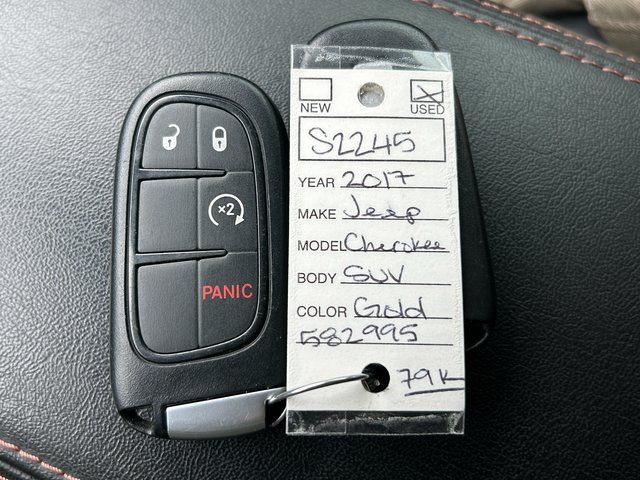 NEW USED
S2245
YEAR 2017
MAKE Jeep
MODEL Cherokee
BODY SUV
COLOR Gold
582995
79K
x2
PANIC